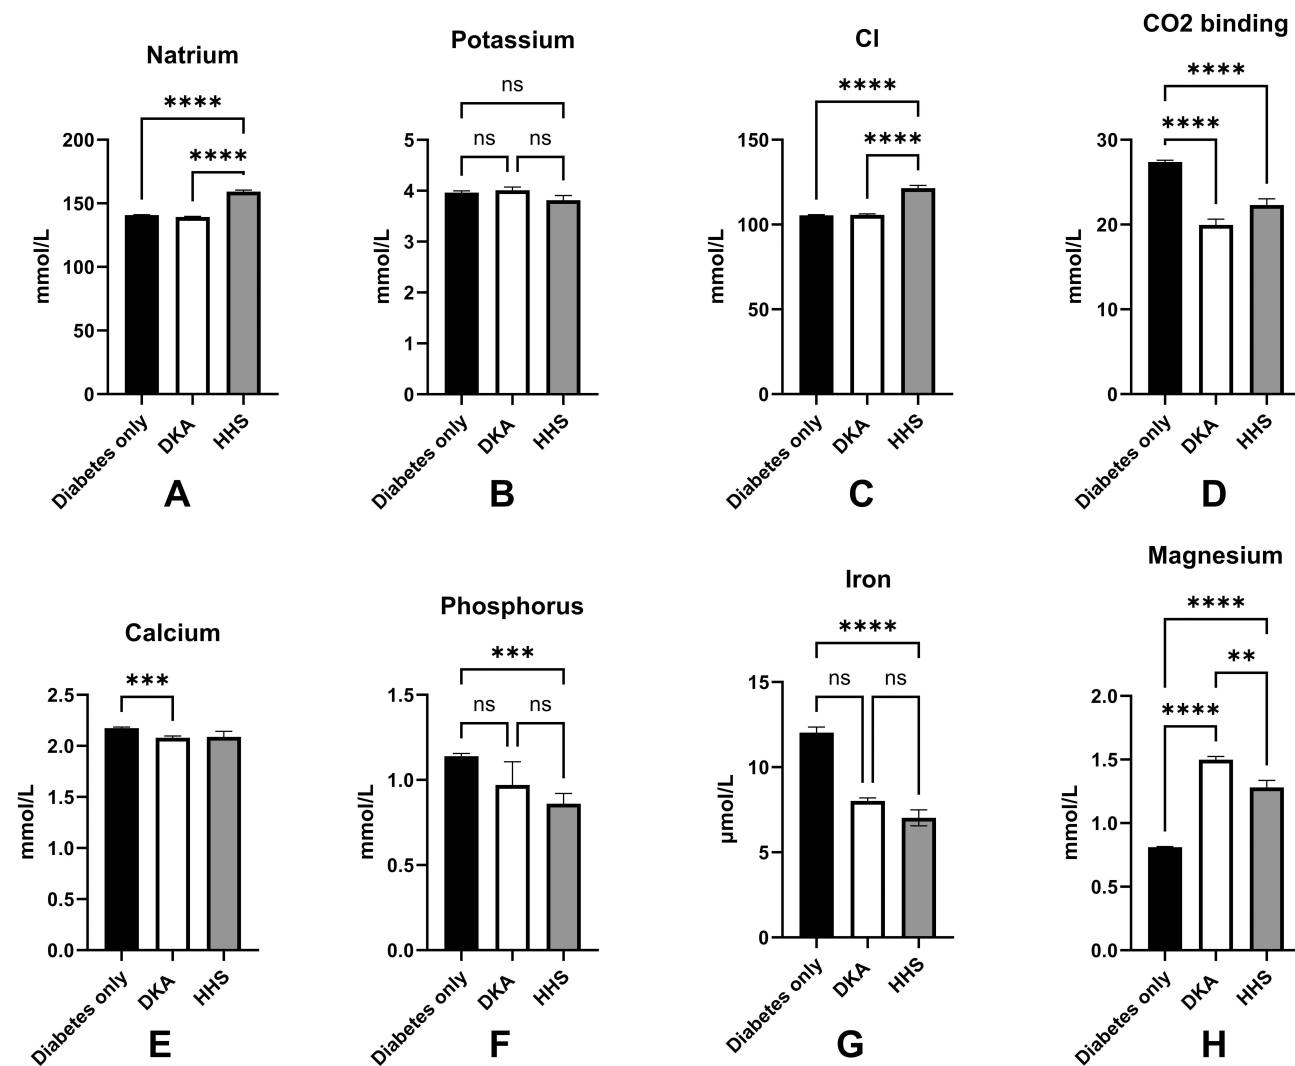 Natrium
****
****
200
150
100
50
0
mmol/L
Diabetes only
DKA
HHS
A
Potassium
ns
ns
ns
5
4
3
2
1
0
mmol/L
Diabetes only
DKA
HHS
B
Cl
****
****
150
100
50
0
mmol/L
Diabetes only
DKA
HHS
C
CO2 binding
****
****
30
20
10
0
mmol/L
Diabetes only
DKA
HHS
D
Calcium
***
2.5
2.0
1.5
1.0
0.5
0.0
mmol/L
Diabetes only
DKA
HHS
E
Phosphorus
***
ns
ns
1.5
1.0
0.5
0.0
mmol/L
Diabetes only
DKA
HHS
F
Iron
****
ns
ns
15
10
5
0
μmol/L
Diabetes only
DKA
HHS
G
Magnesium
****
**
****
2.0
1.5
1.0
0.5
0.0
mmol/L
Diabetes only
DKA
HHS
H